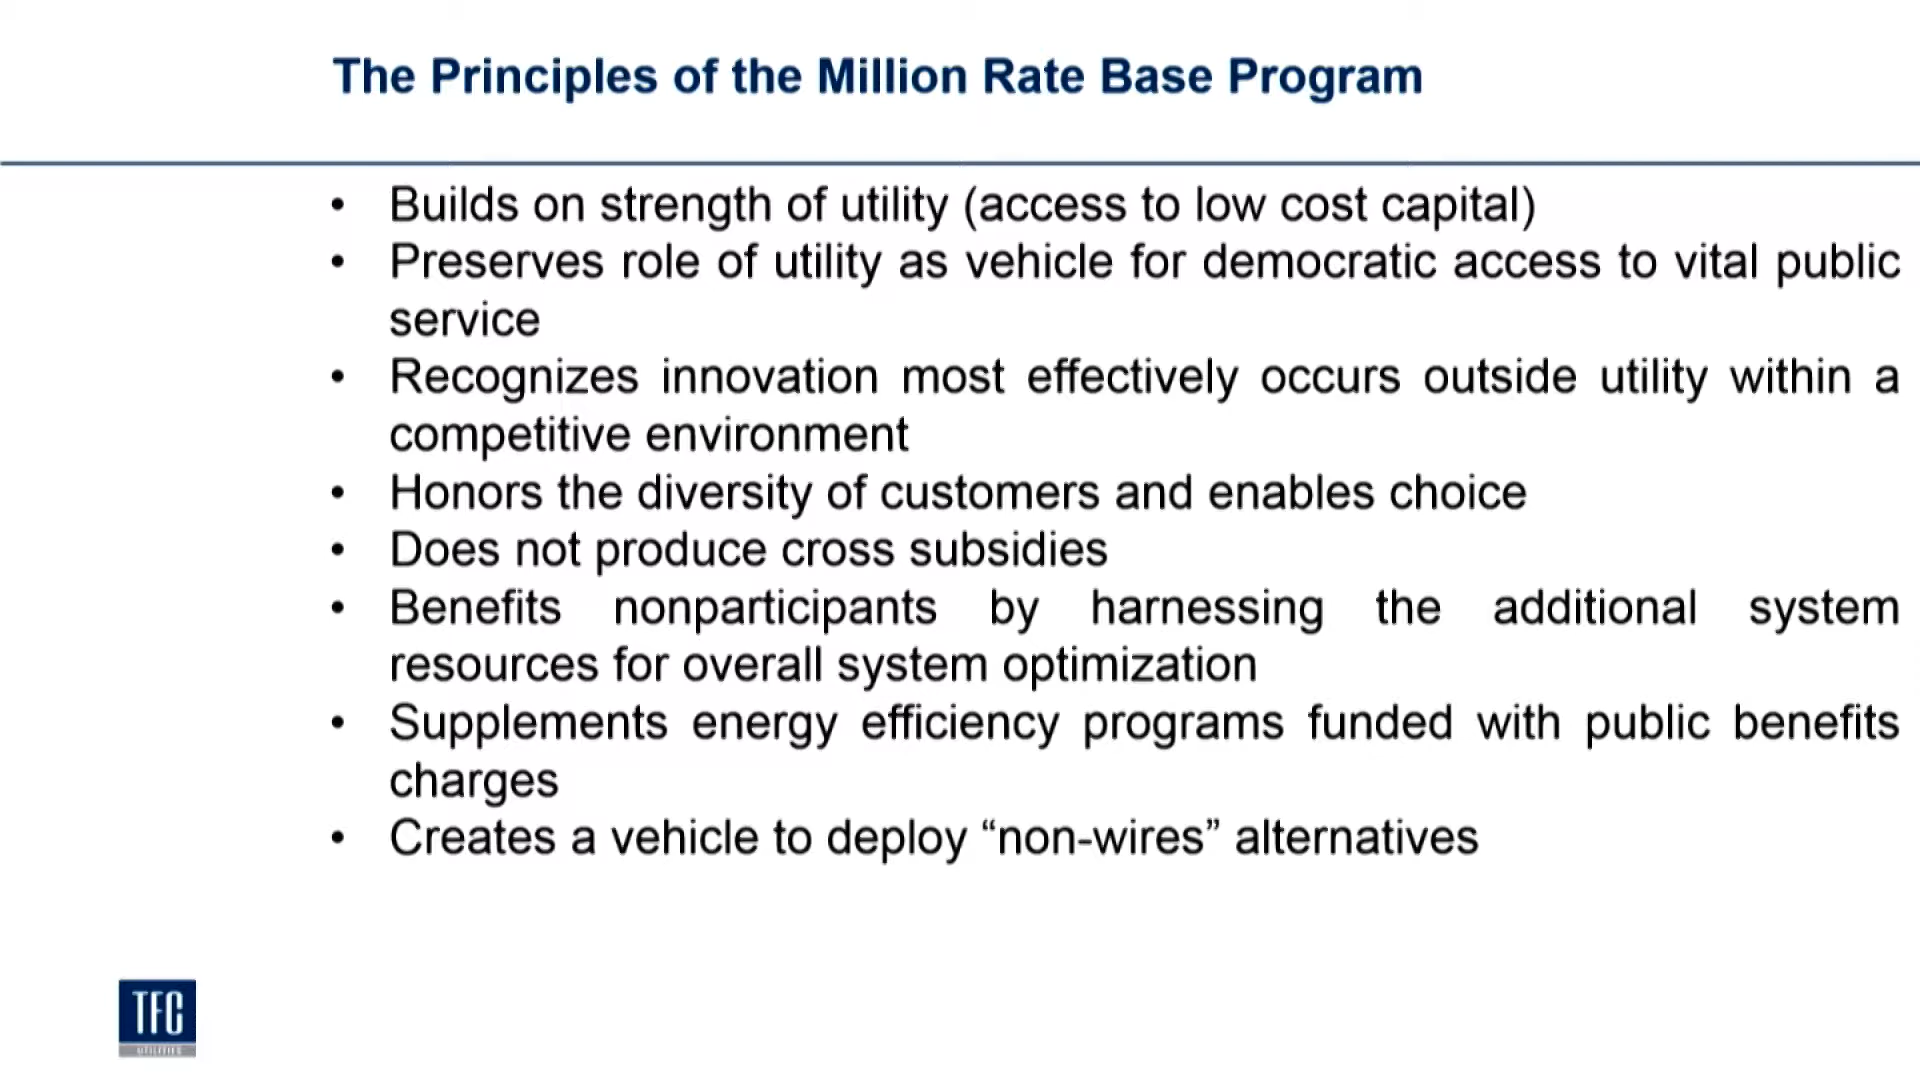 The Principles of the Million Rate Base Program
• Builds on strength of utility (access to low cost capital)
• Preserves role of utility as vehicle for democratic access to vital public
service
• Recognizes innovation most effectively occurs outside utility within a
competitive environment
• Honors the diversity of customers and enables choice
• Does not produce cross subsidies
• Benefits nonparticipants by harnessing the additional system
resources for overall system optimization
• Supplements energy efficiency programs funded with public benefits
charges
• Creates a vehicle to deploy “non-wires” alternatives
TFC
UTILITIES